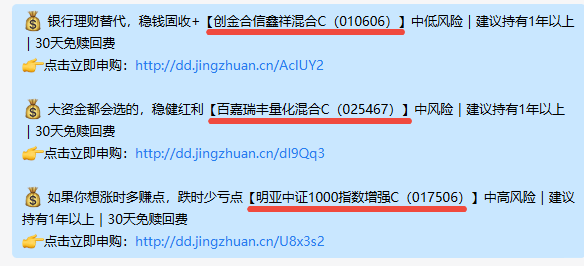 💰 银行理财替代，稳钱固收+【创金合信鑫祥混合C（010606）】中低风险 | 建议持有1年以上
| 30天免赎回费
👉点击立即申购：http://dd.jingzhuan.cn/AcIUY2
💰 大资金都会选的，稳健红利【百嘉瑞丰量化混合C（025467）】中风险 | 建议持有1年以上
| 30天免赎回费
👉点击立即申购：http://dd.jingzhuan.cn/dI9Qq3
💰 如果你想涨时多赚点，跌时少亏点【明亚中证1000指数增强C（017506）】中高风险 | 建议
持有1年以上 | 30天免赎回费
👉点击立即申购：http://dd.jingzhuan.cn/U8x3s2